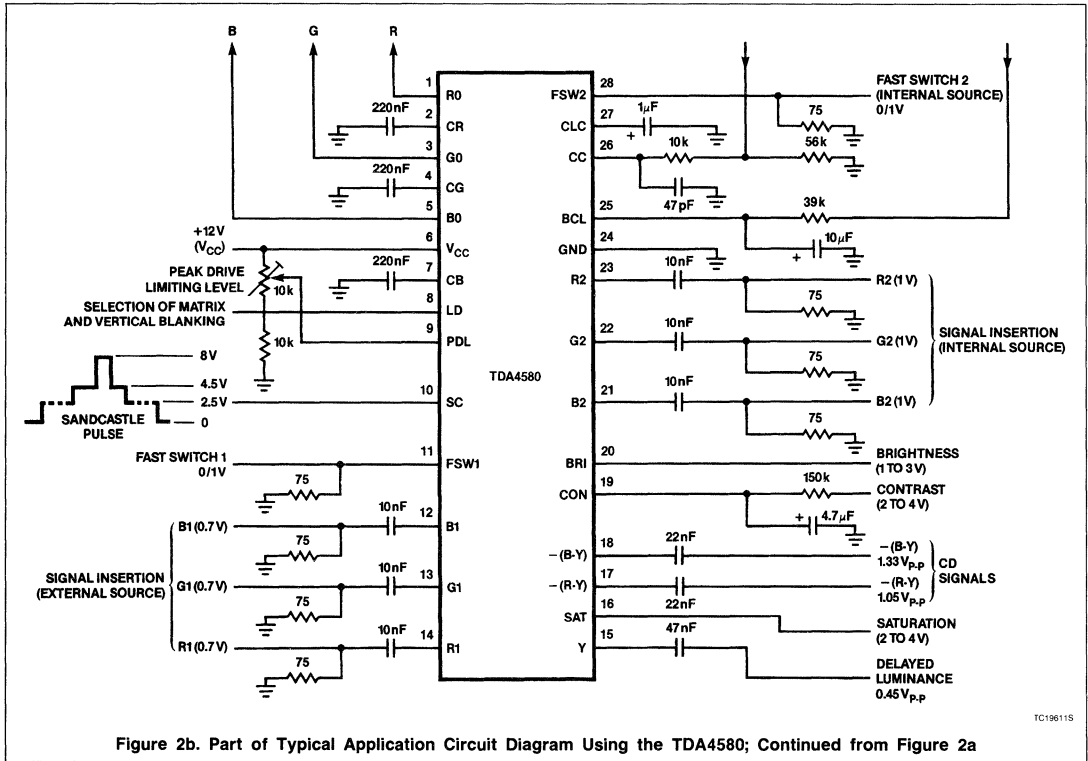 B G R
1 R0
220nF
2 CR
3 G0
220nF
4 CG
5 B0
+12V
(VCC)
6 VCC
PEAK DRIVE
LIMITING LEVEL
10k
220nF
7 CB
SELECTION OF MATRIX
AND VERTICAL BLANKING
8 LD
10k
9 PDL
8V
4.5V
2.5V
0
SANDCASTLE
PULSE
10 SC
FAST SWITCH 1
0/1V
11 FSW1
75
10nF
B1(0.7V)
12 B1
75
10nF
SIGNAL INSERTION
(EXTERNAL SOURCE)
G1(0.7V)
13 G1
75
10nF
R1(0.7V)
14 R1
75
TDA4580
28 FSW2
FAST SWITCH 2
(INTERNAL SOURCE)
0/1V
75
1μF
+
27 CLC
26 CC
10k
56k
47pF
25 BCL
39k
10μF
+
24 GND
10nF
23 R2
R2(1V)
75
10nF
22 G2
G2(1V)
SIGNAL INSERTION
(INTERNAL SOURCE)
75
10nF
21 B2
B2(1V)
75
20 BRI
BRIGHTNESS
(1 TO 3V)
19 CON
150k
CONTRAST
(2 TO 4V)
4.7μF
+
22nF
18 −(B-Y)
−(B-Y)
1.33VP-P
CD
SIGNALS
17 −(R-Y)
−(R-Y)
1.05VP-P
22nF
16 SAT
SATURATION
(2 TO 4V)
47nF
15 Y
DELAYED
LUMINANCE
0.45VP-P
TC19611S
Figure 2b. Part of Typical Application Circuit Diagram Using the TDA4580; Continued from Figure 2a